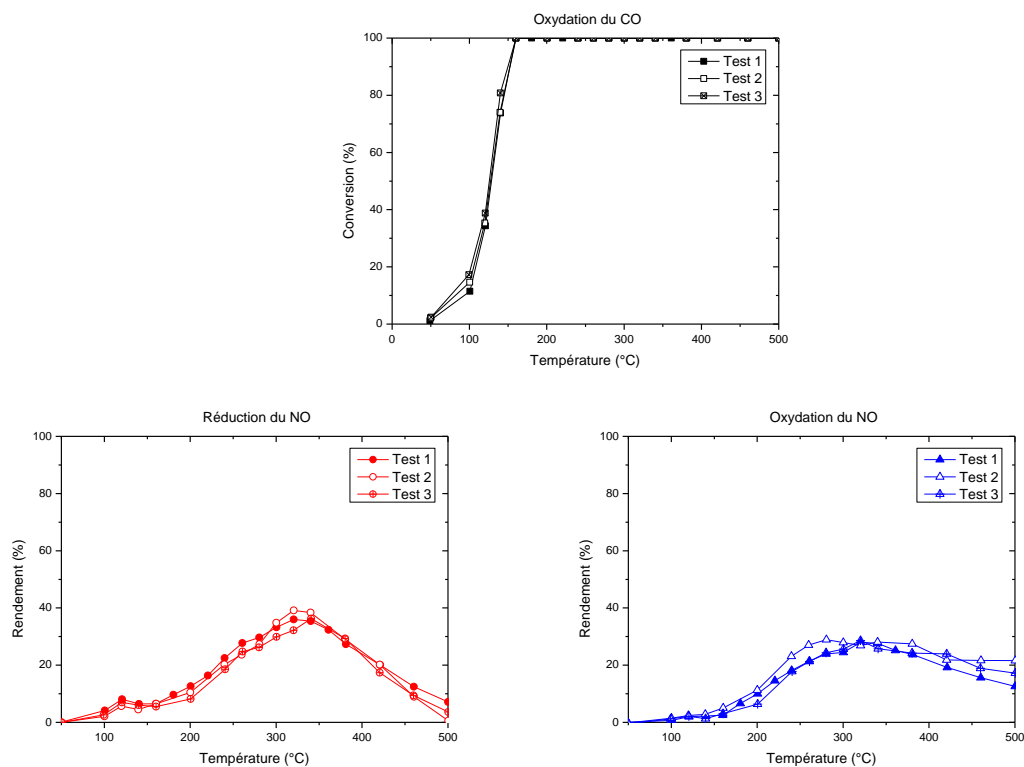 Oxydation du CO
100
80
60
40
20
0
Conversion (%)
Test 1
Test 2
Test 3
0 100 200 300 400 500
Température (°C)
Réduction du NO
100
80
60
40
20
0
Rendement (%)
Test 1
Test 2
Test 3
100 200 300 400 500
Température (°C)
Oxydation du NO
100
80
60
40
20
0
Rendement (%)
Test 1
Test 2
Test 3
100 200 300 400 500
Température (°C)